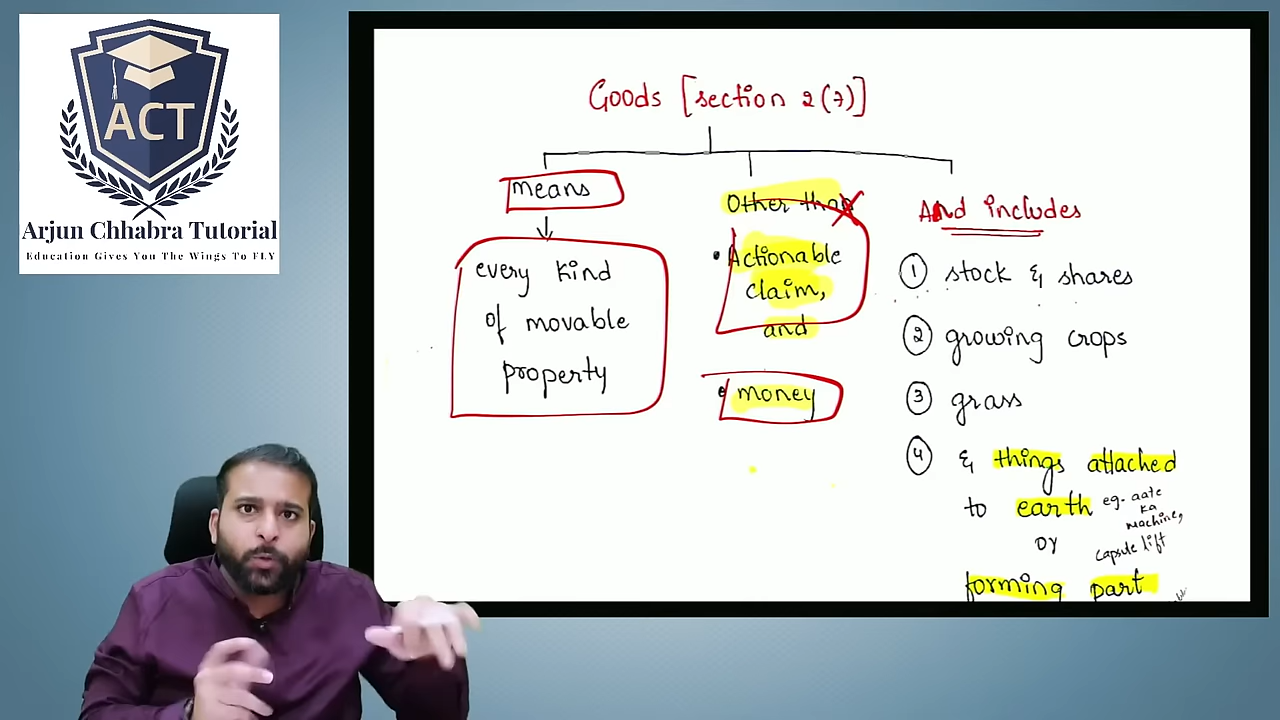 ACT
Arjun Chhabra Tutorial
Education Gives You The Wings To FLY
Goods [section 2(7)]
means
every kind
of movable
property
Other than
• Actionable
claim,
and
• money
And includes
① stock & shares
② growing crops
③ grass
④ & things attached
to earth eg- aate
ka
machine,
or capsule lift
forming part